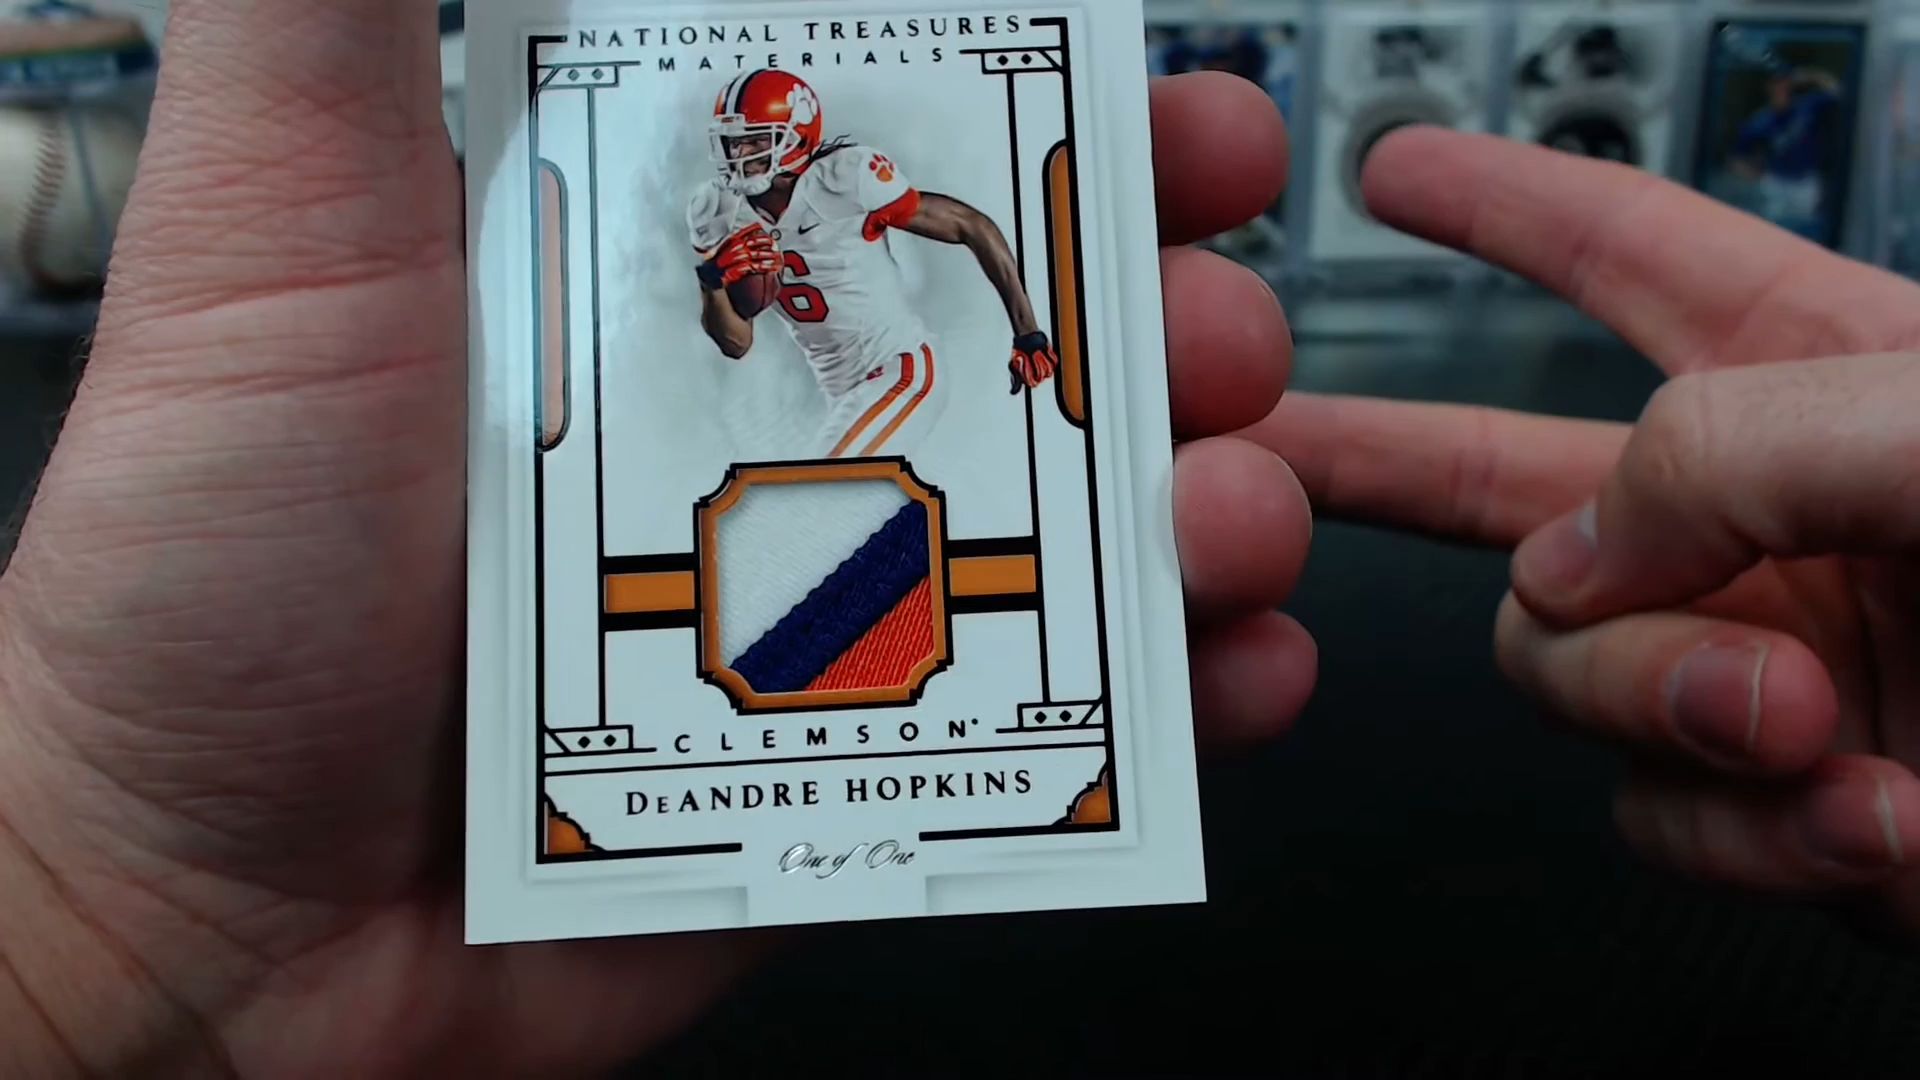 NATIONAL TREASURES
MATERIALS
6
CLEMSON
DeANDRE HOPKINS
One of One